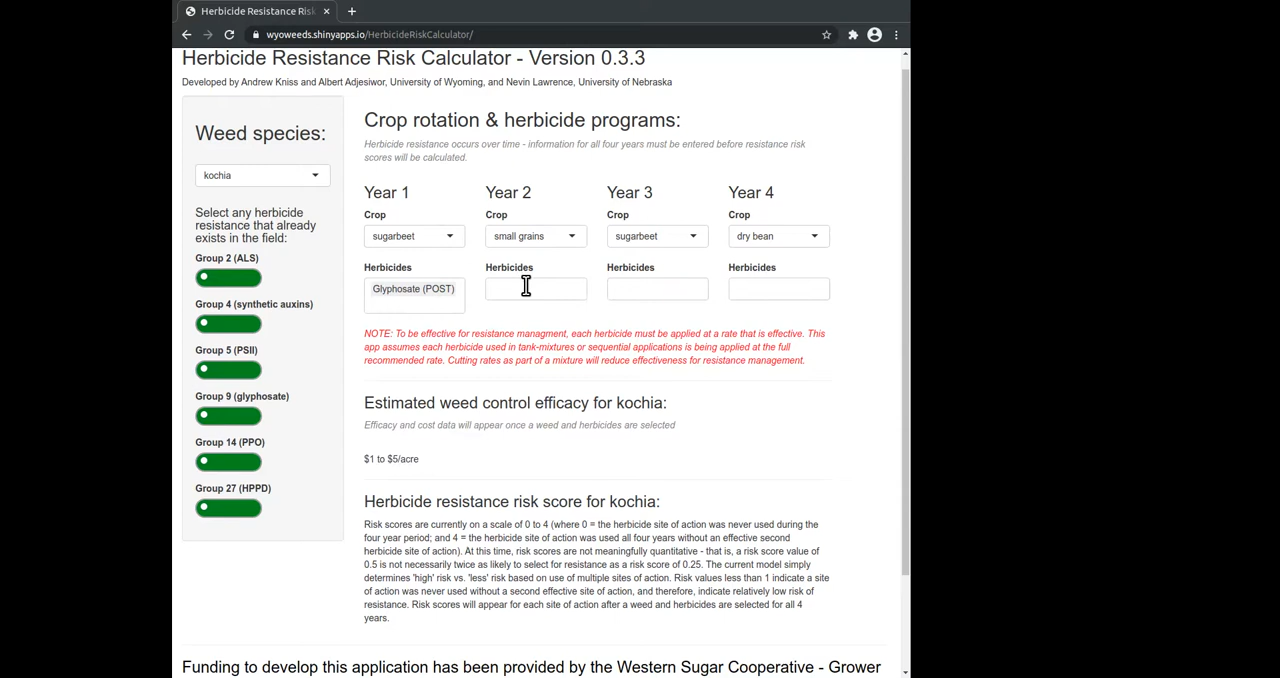 Herbicide Resistance Risk
wyoweeds.shinyapps.io/HerbicideRiskCalculator/
Herbicide Resistance Risk Calculator - Version 0.3.3
Developed by Andrew Kniss and Albert Adjesiwor, University of Wyoming, and Nevin Lawrence, University of Nebraska
Weed species:
kochia
Select any herbicide
resistance that already
exists in the field:
Group 2 (ALS)
Group 4 (synthetic auxins)
Group 5 (PSII)
Group 9 (glyphosate)
Group 14 (PPO)
Group 27 (HPPD)
Crop rotation & herbicide programs:
Herbicide resistance occurs over time - information for all four years must be entered before resistance risk
scores will be calculated.
Year 1 Year 2 Year 3 Year 4
Crop Crop Crop Crop
sugarbeet small grains sugarbeet dry bean
Herbicides Herbicides Herbicides Herbicides
Glyphosate (POST)
NOTE: To be effective for resistance managment, each herbicide must be applied at a rate that is effective. This
app assumes each herbicide used in tank-mixtures or sequential applications is being applied at the full
recommended rate. Cutting rates as part of a mixture will reduce effectiveness for resistance management.
Estimated weed control efficacy for kochia:
Efficacy and cost data will appear once a weed and herbicides are selected
$1 to $5/acre
Herbicide resistance risk score for kochia:
Risk scores are currently on a scale of 0 to 4 (where 0 = the herbicide site of action was never used during the
four year period; and 4 = the herbicide site of action was used all four years without an effective second
herbicide site of action). At this time, risk scores are not meaningfully quantitative - that is, a risk score value of
0.5 is not necessarily twice as likely to select for resistance as a risk score of 0.25. The current model simply
determines 'high' risk vs. 'less' risk based on use of multiple sites of action. Risk values less than 1 indicate a site
of action was never used without a second effective site of action, and therefore, indicate relatively low risk of
resistance. Risk scores will appear for each site of action after a weed and herbicides are selected for all 4
years.
Funding to develop this application has been provided by the Western Sugar Cooperative - Grower